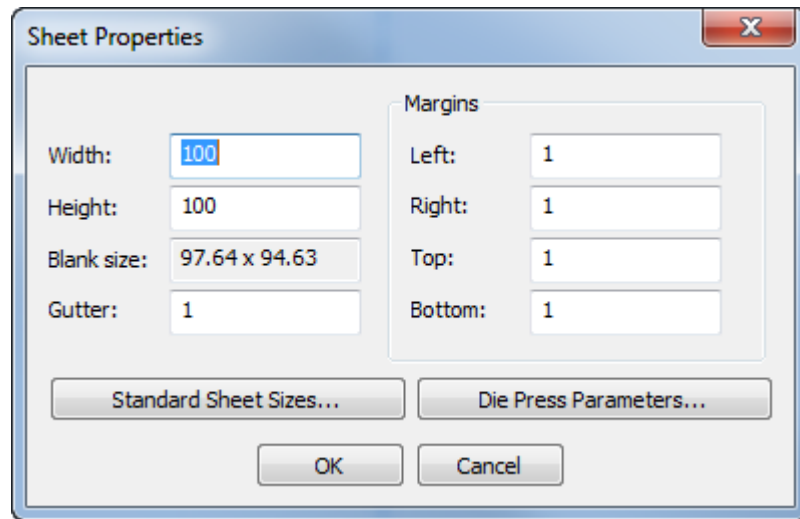 Sheet Properties
Width: 100
Height: 100
Blank size: 97.64 x 94.63
Gutter: 1
Margins
Left: 1
Right: 1
Top: 1
Bottom: 1
Standard Sheet Sizes...
Die Press Parameters...
OK
Cancel